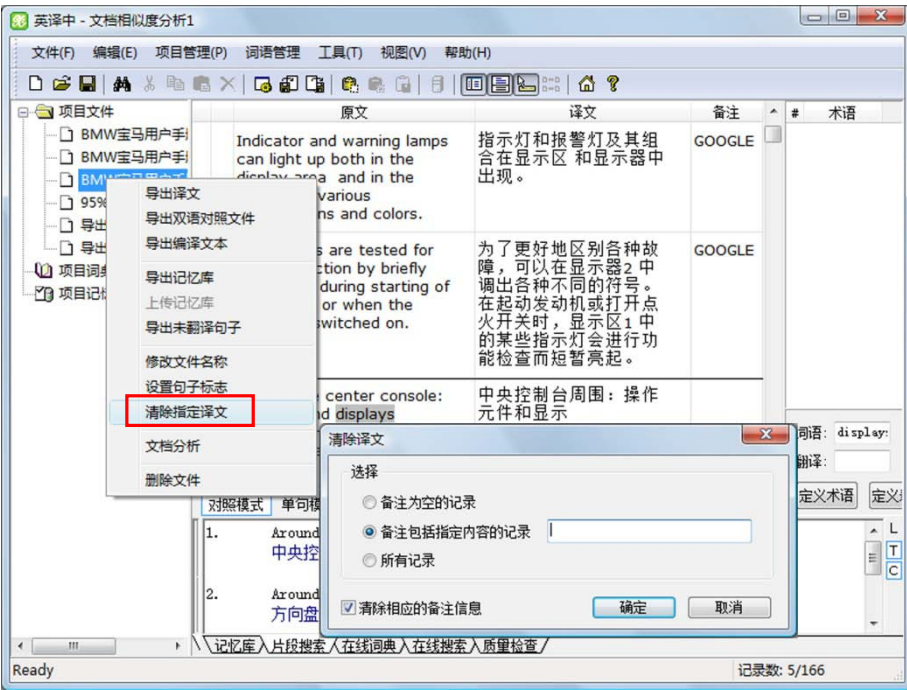 英译中 - 文档相似度分析1
文件(F) 编辑(E) 项目管理(P) 词语管理 工具(T) 视图(V) 帮助(H)
项目文件
BMW宝马用户手
BMW宝马用户手
BMW宝马用户手
95%
导出
导出
项目词
项目记
原文 译文 备注
# 术语
Indicator and warning lamps
can light up both in the
display area and in the
various
ns and colors.
指示灯和报警灯及其组
合在显示区 和显示器中
出现。
GOOGLE
s are tested for
ction by briefly
during starting of
or when the
switched on.
为了更好地区别各种故
障，可以在显示器2 中
调出各种不同的符号。
在起动发动机或打开点
火开关时，显示区1 中
的某些指示灯会进行功
能检查而短暂亮起。
GOOGLE
center console:
nd displays
中央控制台周围：操作
元件和显示
导出译文
导出双语对照文件
导出编译文本
导出记忆库
上传记忆库
导出未翻译句子
修改文件名称
设置句子标志
清除指定译文
文档分析
删除文件
清除译文
选择
备注为空的记录
备注包括指定内容的记录
所有记录
清除相应的备注信息
确定 取消
词语: display:
翻译:
定义术语 定义
对照模式 单句模
1. Around
中央控
2. Around
方向盘
L
T
C
记忆库 片段搜索 在线词典 在线搜索 质量检查
Ready
记录数: 5/166